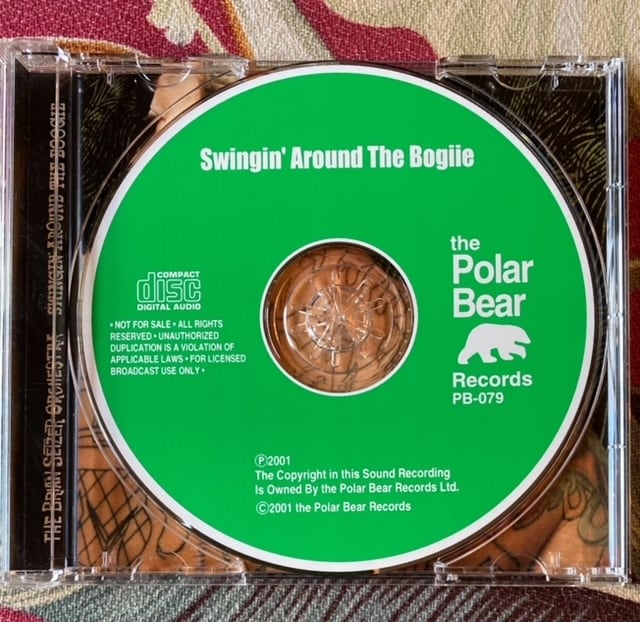 Swingin' Around The Bogiie
the
Polar
Bear
Records
PB-079
COMPACT
disc
DIGITAL AUDIO
• NOT FOR SALE • ALL RIGHTS
RESERVED • UNAUTHORIZED
DUPLICATION IS A VIOLATION OF
APPLICABLE LAWS • FOR LICENSED
BROADCAST USE ONLY •
Ⓟ2001
The Copyright in this Sound Recording
Is Owned By the Polar Bear Records Ltd.
©2001 the Polar Bear Records
THE BRIAN SEIZER ORCHESTRA SWINGIN' AROUND THE BOOGIE